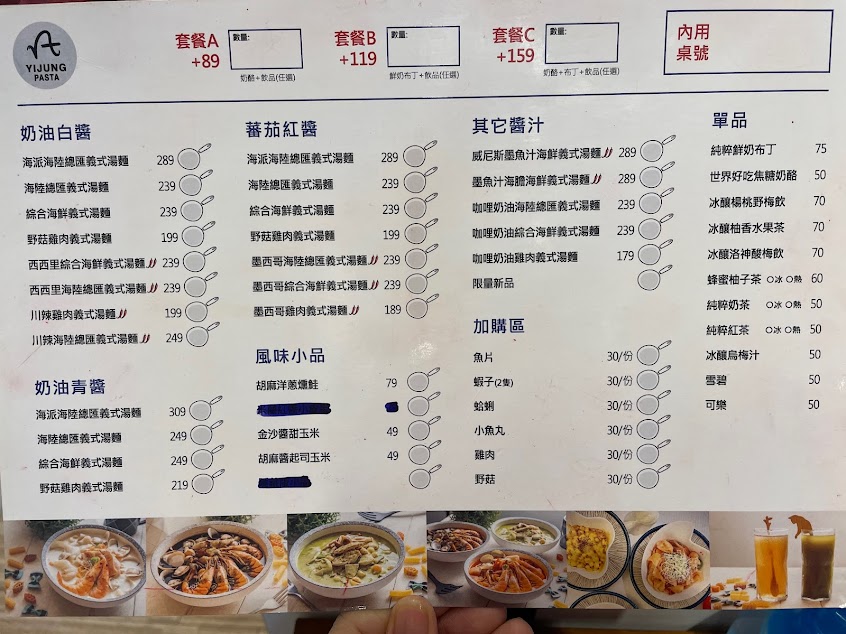 YIJUNG
PASTA
套餐A
+89
數量:
奶酪+飲品(任選)
套餐B
+119
數量:
鮮奶布丁+飲品(任選)
套餐C
+159
數量:
奶酪+布丁+飲品(任選)
內用
桌號
奶油白醬
海派海陸總匯義式湯麵 289
海陸總匯義式湯麵 239
綜合海鮮義式湯麵 239
野菇雞肉義式湯麵 199
西西里綜合海鮮義式湯麵 239
西西里海陸總匯義式湯麵 239
川辣雞肉義式湯麵 199
川辣海陸總匯義式湯麵 249
奶油青醬
海派海陸總匯義式湯麵 309
海陸總匯義式湯麵 249
綜合海鮮義式湯麵 249
野菇雞肉義式湯麵 219
蕃茄紅醬
海派海陸總匯義式湯麵 289
海陸總匯義式湯麵 239
綜合海鮮義式湯麵 239
野菇雞肉義式湯麵 199
墨西哥海陸總匯義式湯麵 239
墨西哥綜合海鮮義式湯麵 239
墨西哥雞肉義式湯麵 189
風味小品
胡麻洋蔥燻鮭 79
金沙醬甜玉米 49
胡麻醬起司玉米 49
其它醬汁
威尼斯墨魚汁海鮮義式湯麵 289
墨魚汁海膽海鮮義式湯麵 289
咖哩奶油海陸總匯義式湯麵 239
咖哩奶油綜合海鮮義式湯麵 239
咖哩奶油雞肉義式湯麵 179
限量新品
加購區
魚片 30/份
蝦子(2隻) 30/份
蛤蜊 30/份
小魚丸 30/份
雞肉 30/份
野菇 30/份
單品
純粹鮮奶布丁 75
世界好吃焦糖奶酪 50
冰釀楊桃野梅飲 70
冰釀柚香水果茶 70
冰釀洛神酸梅飲 70
蜂蜜柚子茶 ○冰 ○熱 60
純粹奶茶 ○冰 ○熱 50
純粹紅茶 ○冰 ○熱 50
冰釀烏梅汁 50
雪碧 50
可樂 50